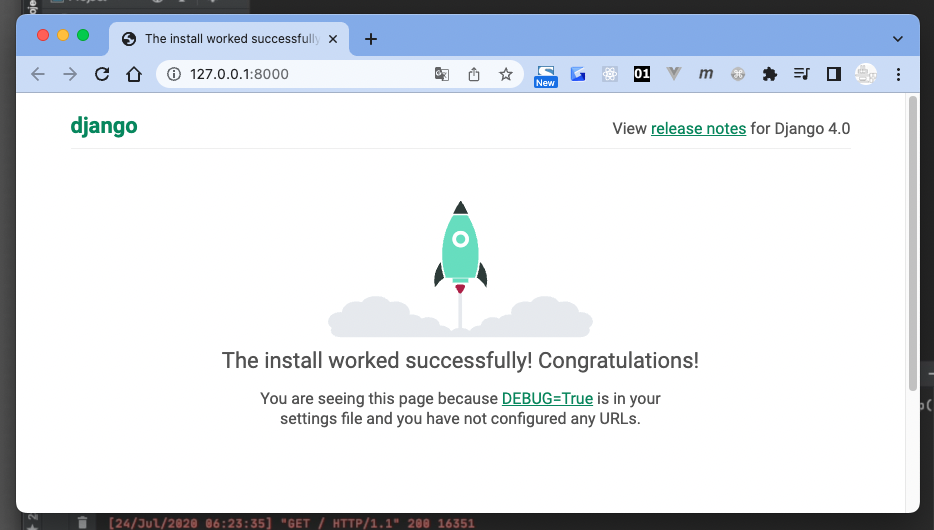 The install worked successfully
127.0.0.1:8000
New
01
m
django
View release notes for Django 4.0
The install worked successfully! Congratulations!
You are seeing this page because DEBUG=True is in your
settings file and you have not configured any URLs.
[24/Jul/2020 06:23:35] "GET / HTTP/1.1" 200 16351